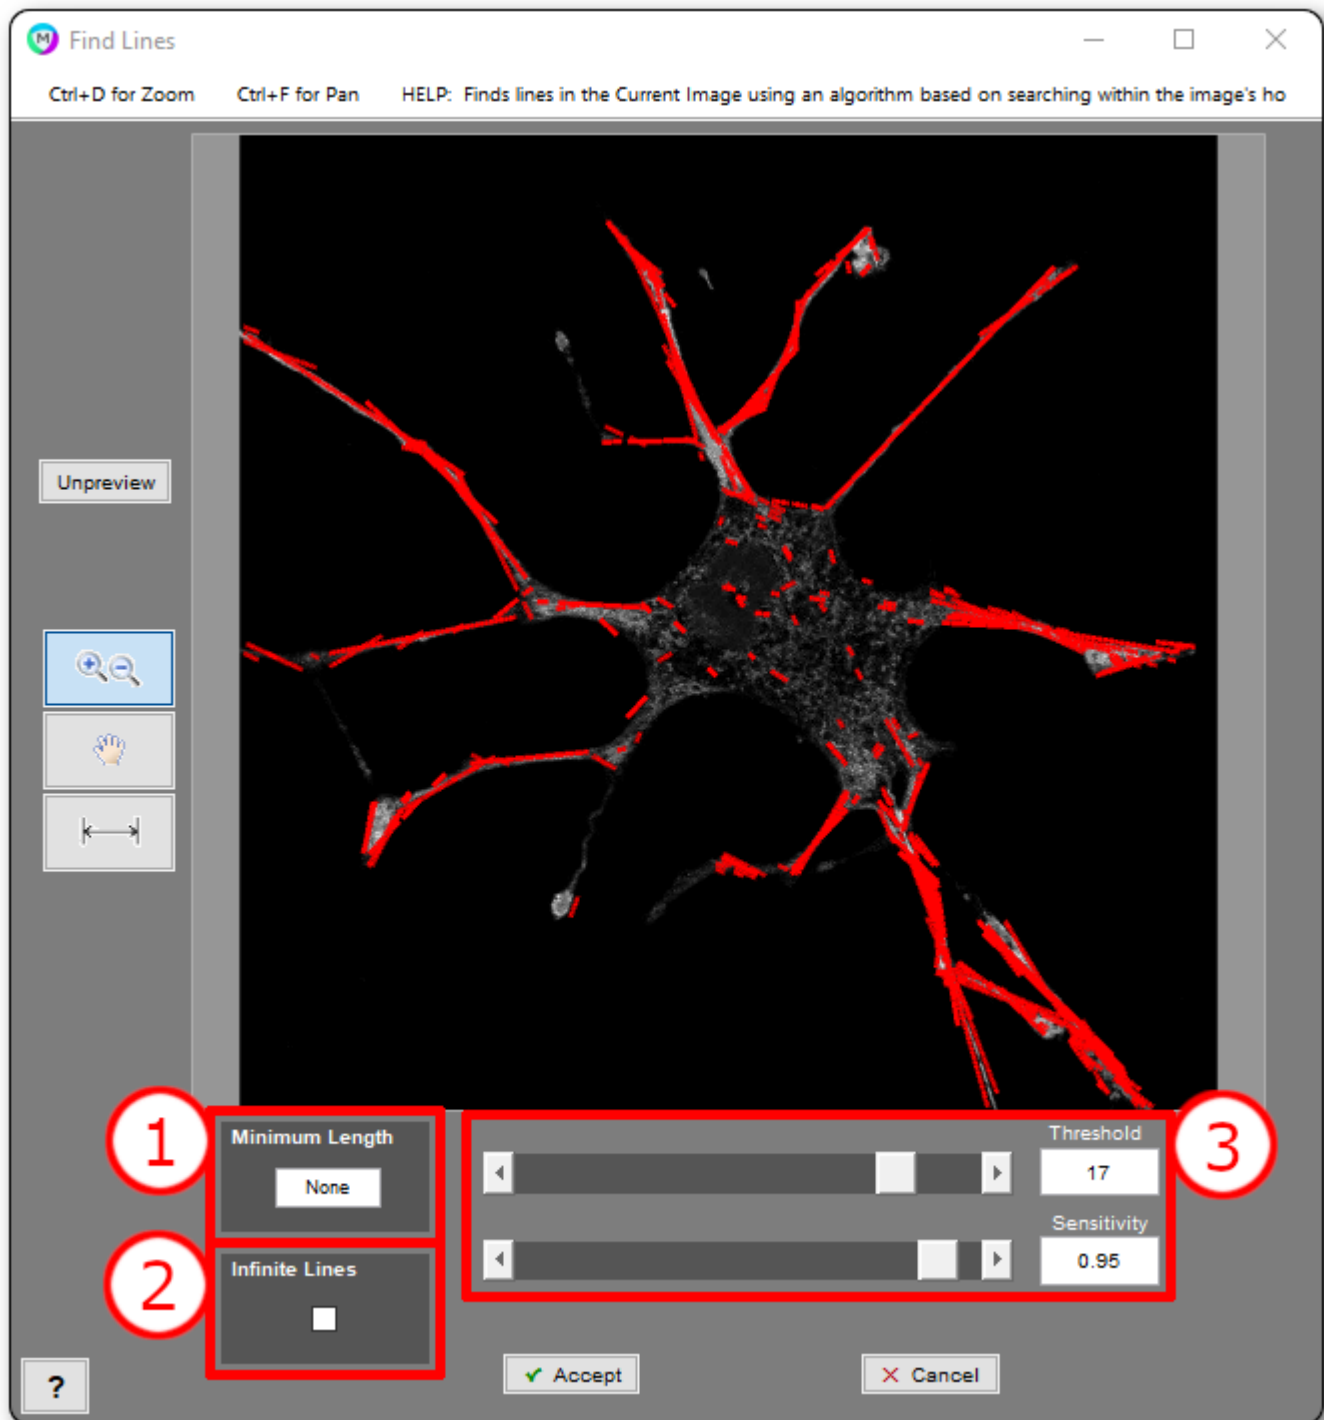 M Find Lines
Ctrl+D for Zoom Ctrl+F for Pan HELP: Finds lines in the Current Image using an algorithm based on searching within the image's ho
Unpreview
1
Minimum Length
None
2
Infinite Lines
Threshold
17
Sensitivity
0.95
3
?
Accept
Cancel